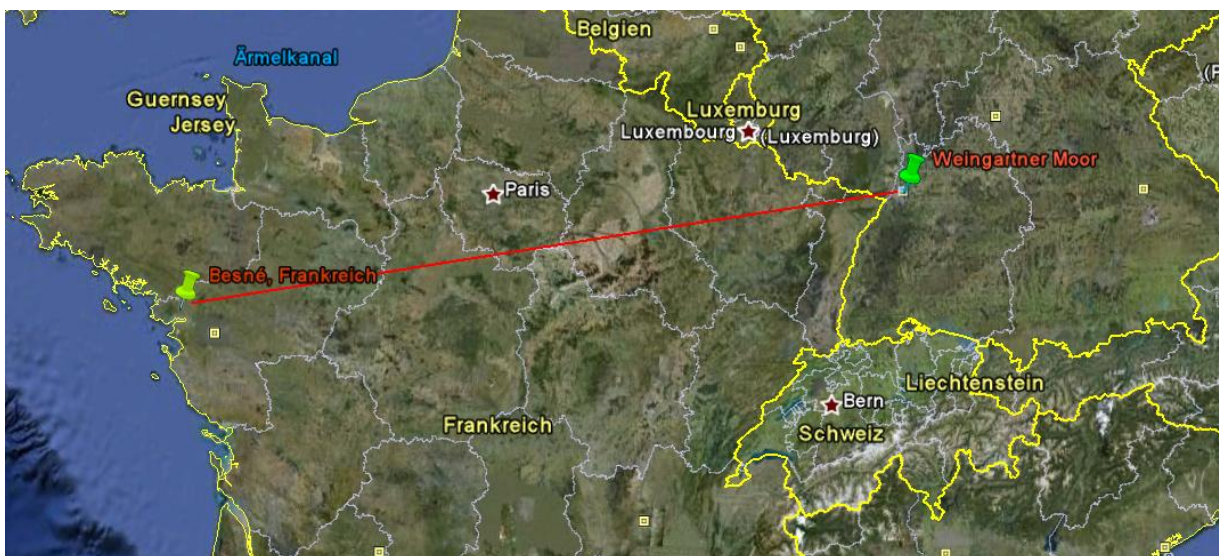 Belgien
Ärmelkanal
Guernsey
Jersey
Luxemburg
Luxembourg (Luxemburg)
Weingartner Moor
Paris
Besné, Frankreich
Liechtenstein
Bern
Frankreich
Schweiz